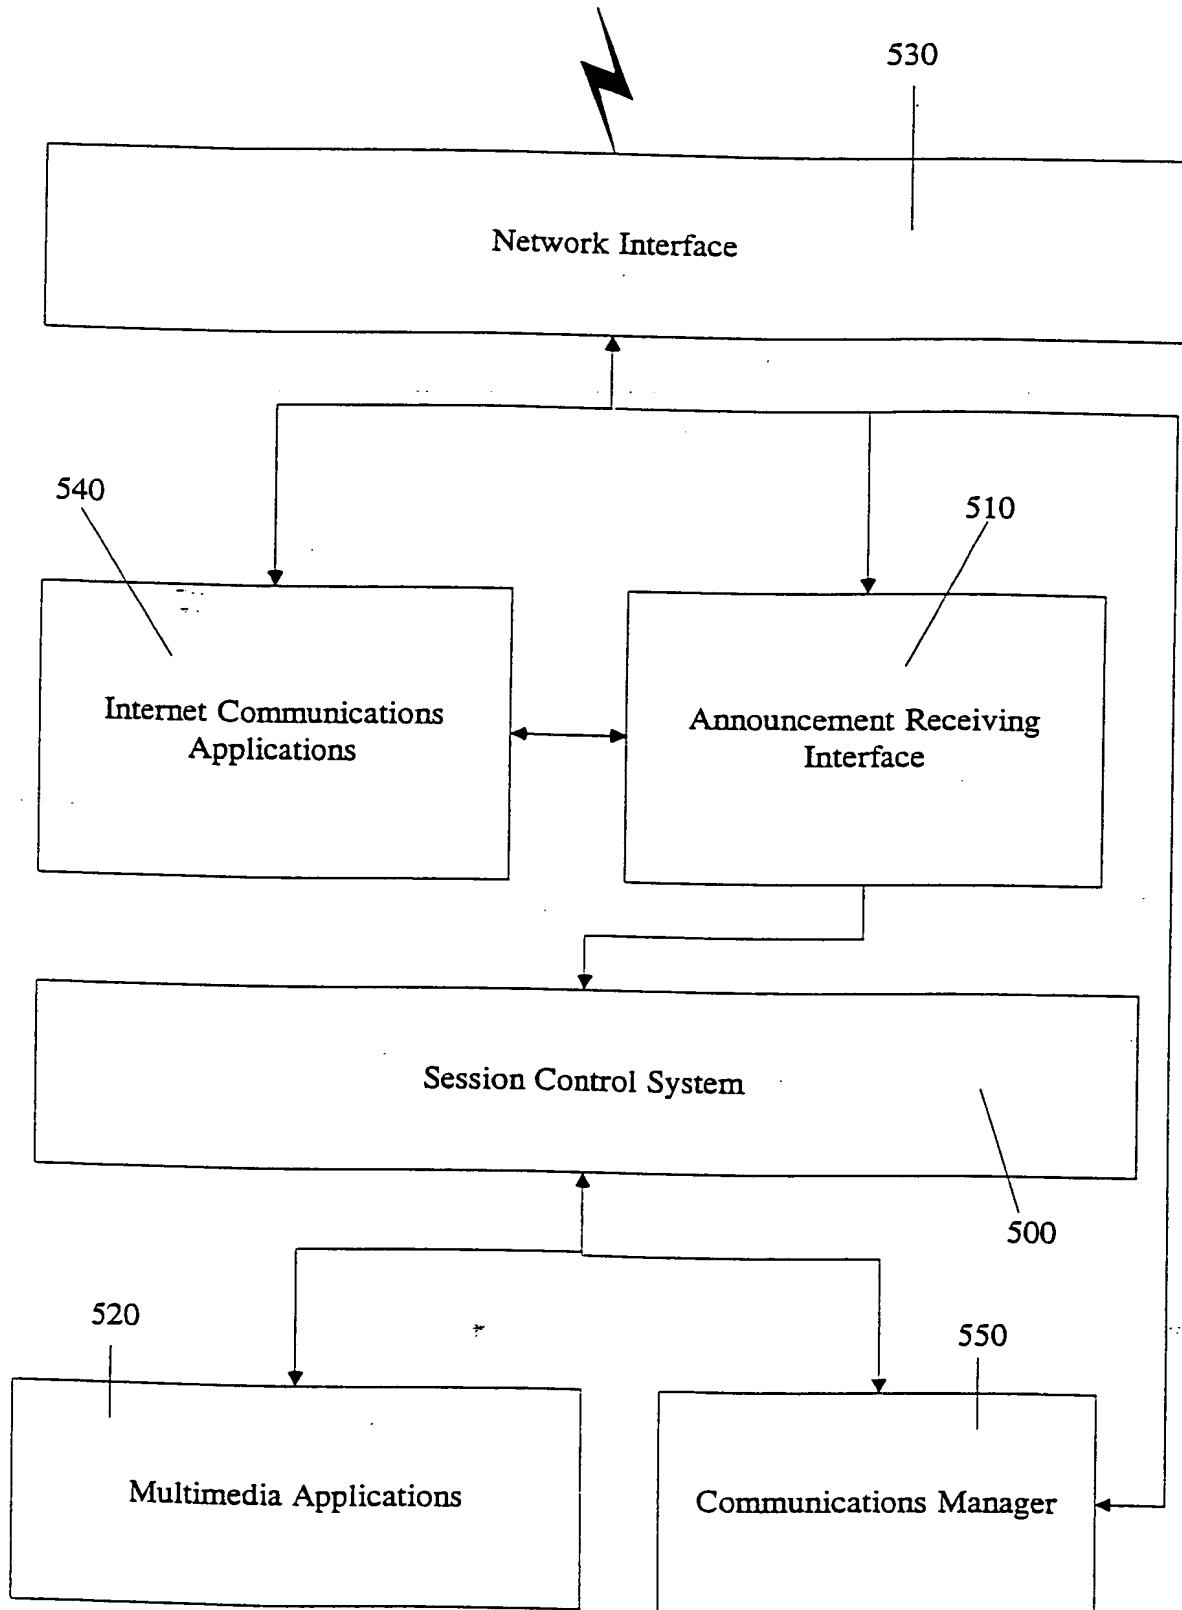 530
Network Interface
540
510
Internet Communications
Applications
Announcement Receiving
Interface
Session Control System
500
520
550
Multimedia Applications
Communications Manager